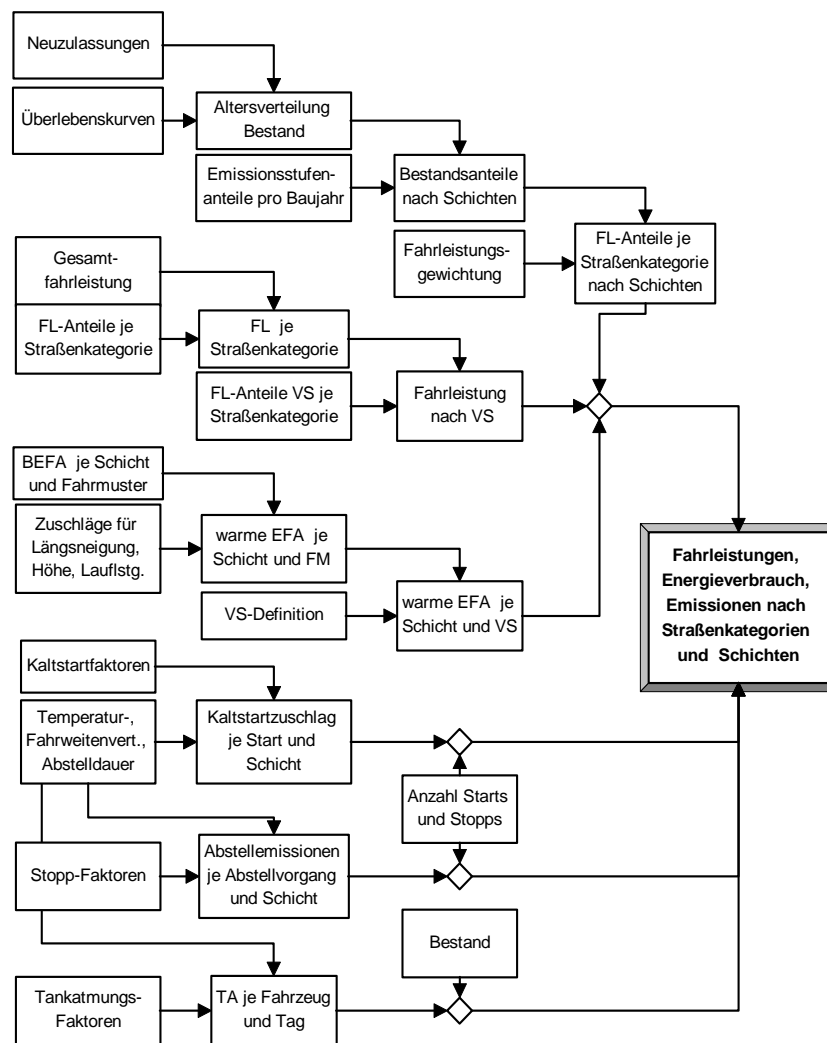 Neuzulassungen
Überlebenskurven
Altersverteilung
Bestand
Emissionsstufen-
anteile pro Baujahr
Bestandsanteile
nach Schichten
Gesamt-
fahrleistung
Fahrleistungs-
gewichtung
FL-Anteile je
Straßenkategorie
nach Schichten
FL-Anteile je
Straßenkategorie
FL je
Straßenkategorie
FL-Anteile VS je
Straßenkategorie
Fahrleistung
nach VS
BEFA je Schicht
und Fahrmuster
Zuschläge für
Längsneigung,
Höhe, Lauflstg.
warme EFA je
Schicht und FM
VS-Definition
warme EFA je
Schicht und VS
Fahrleistungen,
Energieverbrauch,
Emissionen nach
Straßenkategorien
und Schichten
Kaltstartfaktoren
Temperatur-,
Fahrweitenvert.,
Abstelldauer
Kaltstartzuschlag
je Start und
Schicht
Anzahl Starts
und Stopps
Stopp-Faktoren
Abstellemissionen
je Abstellvorgang
und Schicht
Bestand
Tankatmungs-
Faktoren
TA je Fahrzeug
und Tag